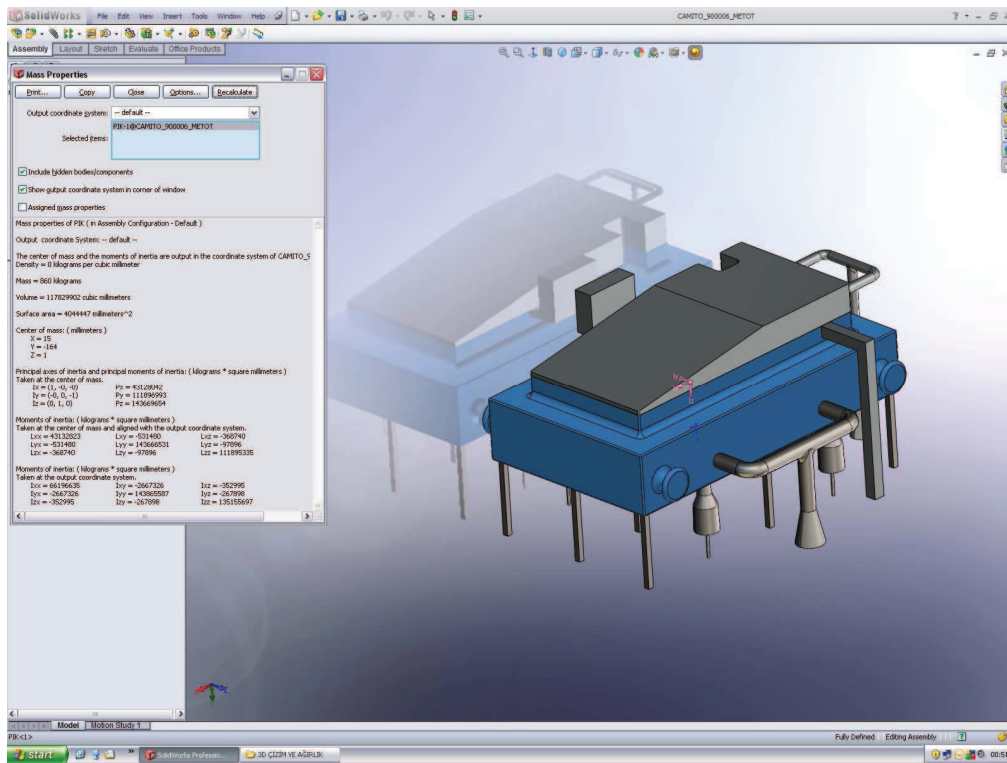 SolidWorks File Edit View Insert Tools Window Help CAMITO_900006_METOT
Assembly Layout Sketch Evaluate Office Products
Mass Properties
Print... Copy Close Options... Recalculate
Output coordinate system: -- default --
PIK-1@CAMITO_900006_METOT
Selected items:
Include hidden bodies/components
Show output coordinate system in corner of window
Assigned mass properties
Mass properties of PIK ( in Assembly Configuration - Default )
Output coordinate System: -- default --
The center of mass and the moments of inertia are output in the coordinate system of CAMITO_9
Density = 0 kilograms per cubic millimeter
Mass = 860 kilograms
Volume = 117829902 cubic millimeters
Surface area = 4044447 millimeters^2
Center of mass: ( millimeters )
X = 15
Y = -164
Z = 1
Principal axes of inertia and principal moments of inertia: ( kilograms * square millimeters )
Taken at the center of mass.
Ix = (1, -0, -0) Px = 43128042
Iy = (-0, 0, -1) Py = 111896993
Iz = (0, 1, 0) Pz = 143669654
Moments of inertia: ( kilograms * square millimeters )
Taken at the center of mass and aligned with the output coordinate system.
Lxx = 43132823 Lxy = -531480 Lxz = -368740
Lyx = -531480 Lyy = 143666531 Lyz = -97896
Lzx = -368740 Lzy = -97896 Lzz = 111895335
Moments of inertia: ( kilograms * square millimeters )
Taken at the output coordinate system.
Ixx = 66196635 Ixy = -2667326 Ixz = -352995
Iyx = -2667326 Iyy = 143865587 Iyz = -267898
Izx = -352995 Izy = -267898 Izz = 135155697
Model Motion Study 1
PIK<1> Fully Defined Editing Assembly
start SolidWorks Professio... 3D ÇİZİM VE AĞIRLIK 00:51